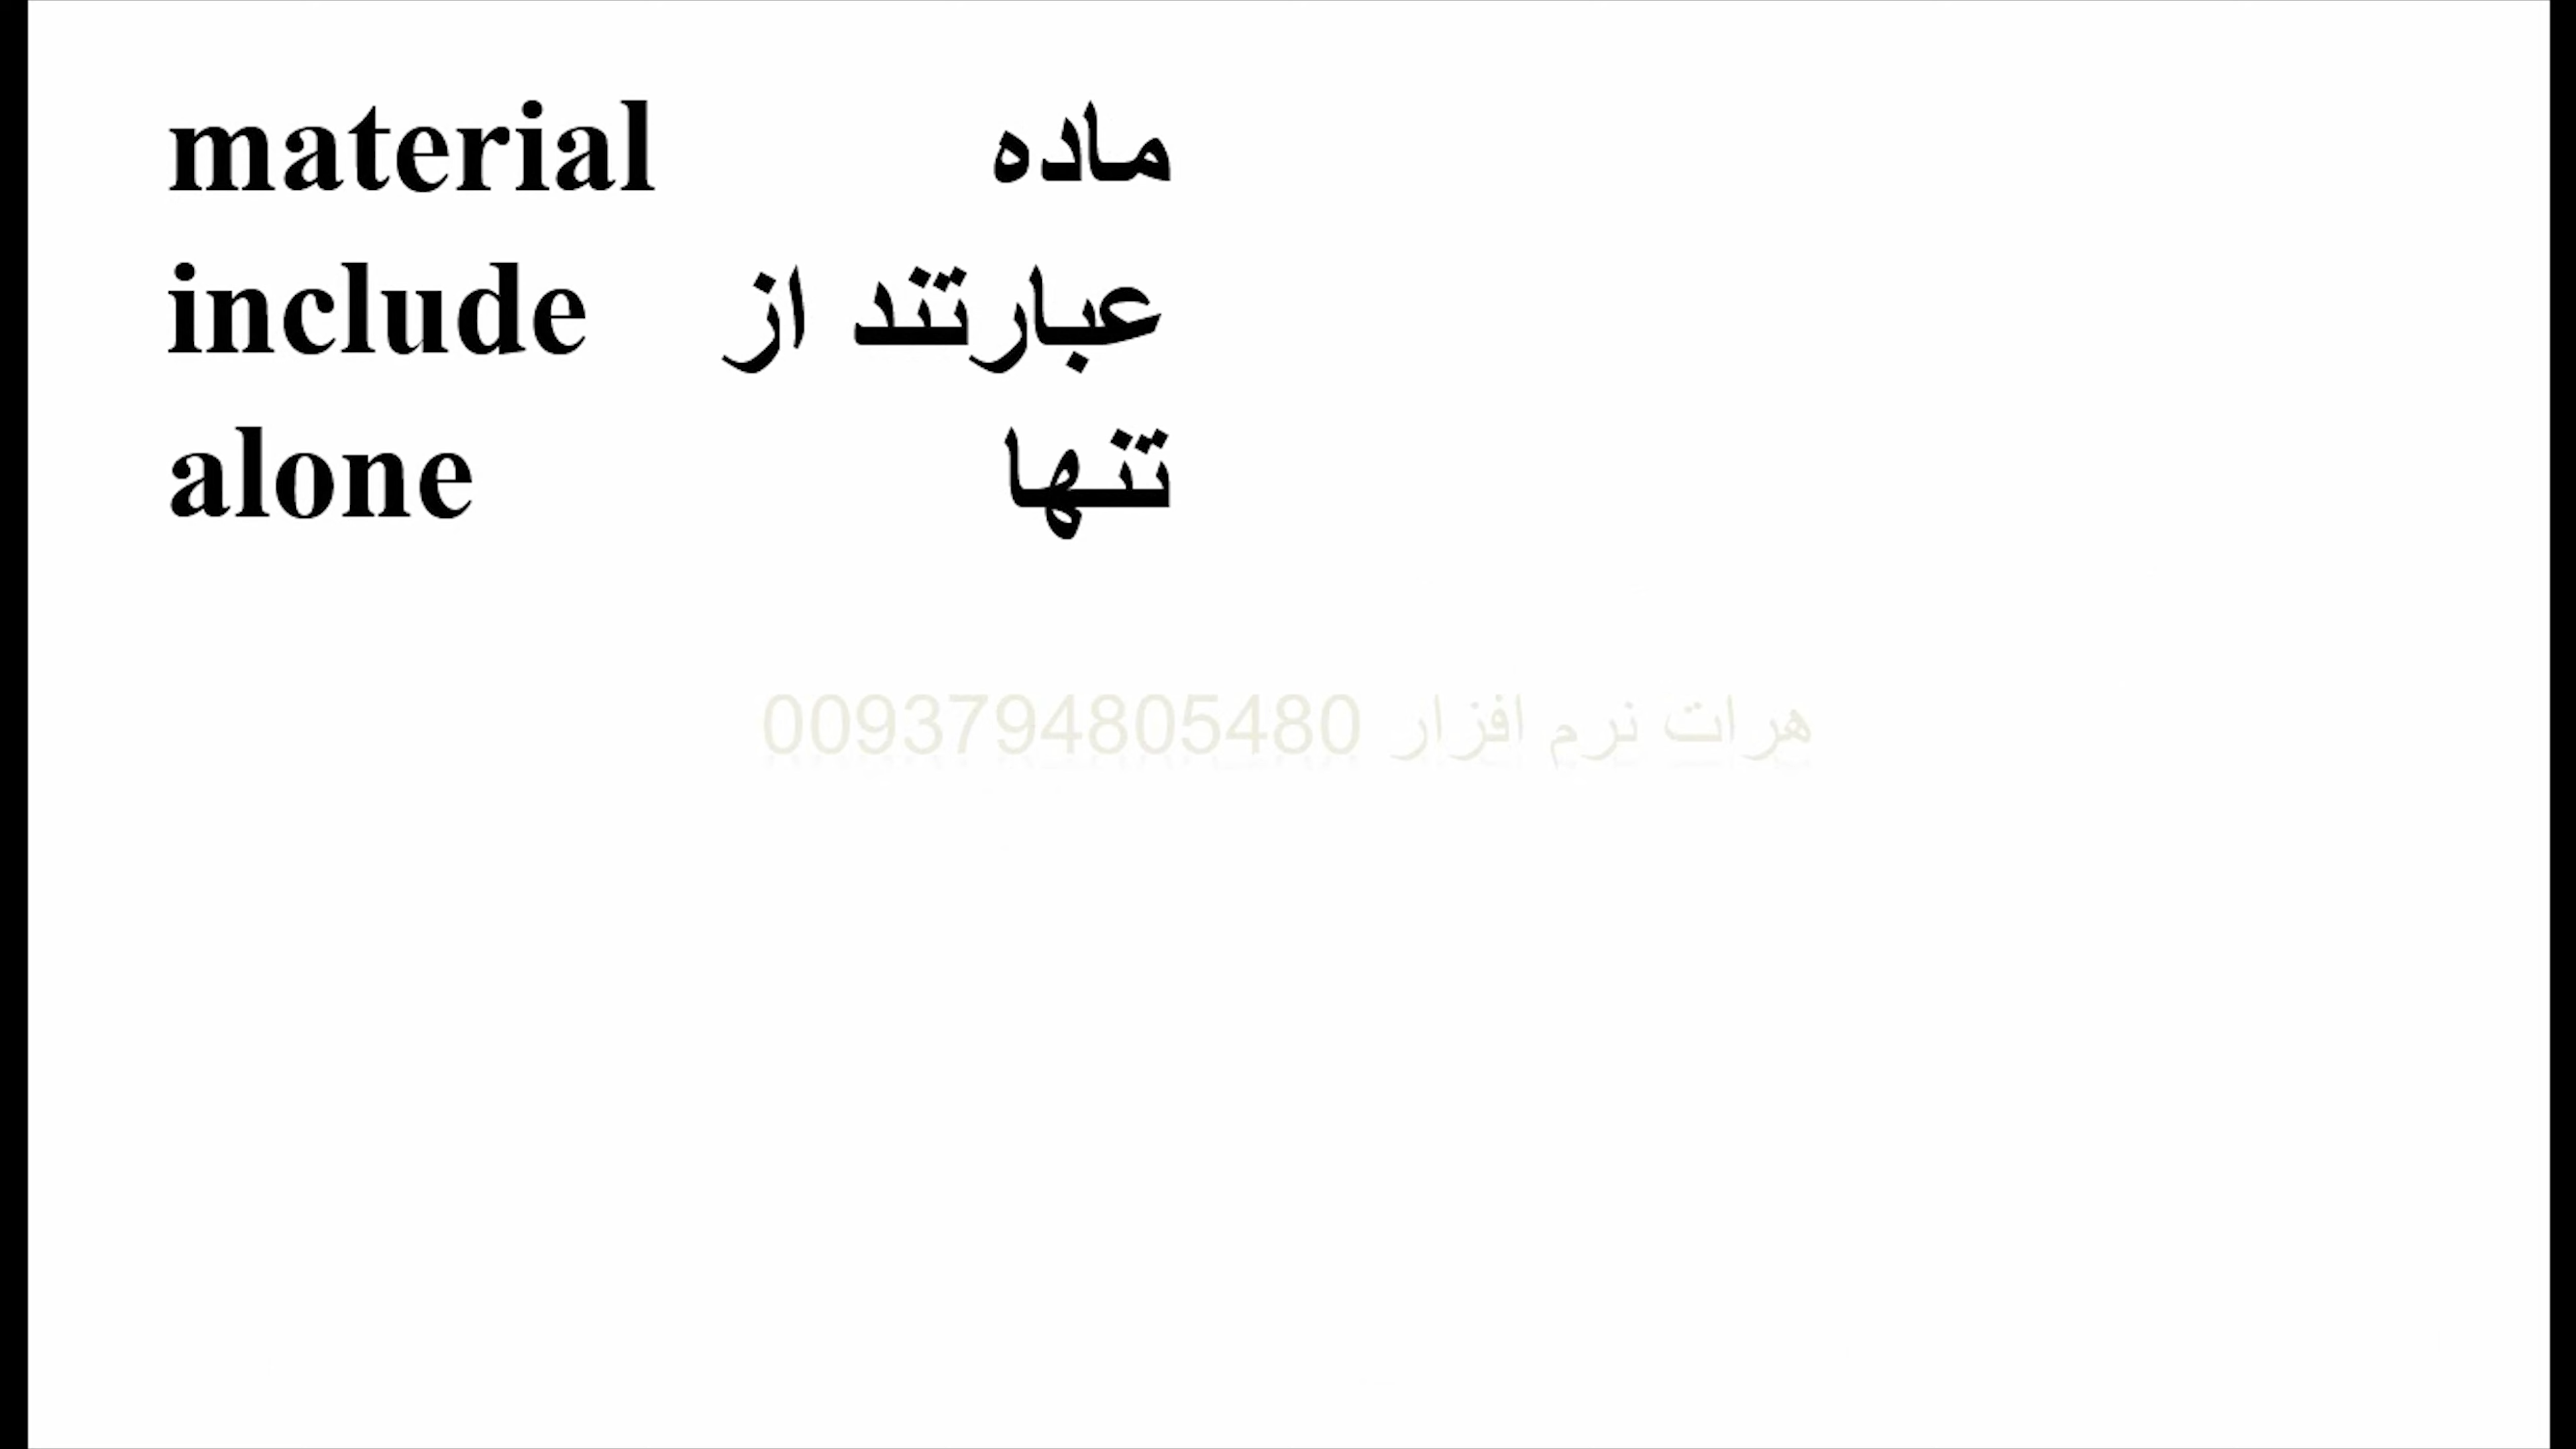 material ماده
include عبارتند از
alone تنها
هرات نرم افزار 0093794805480